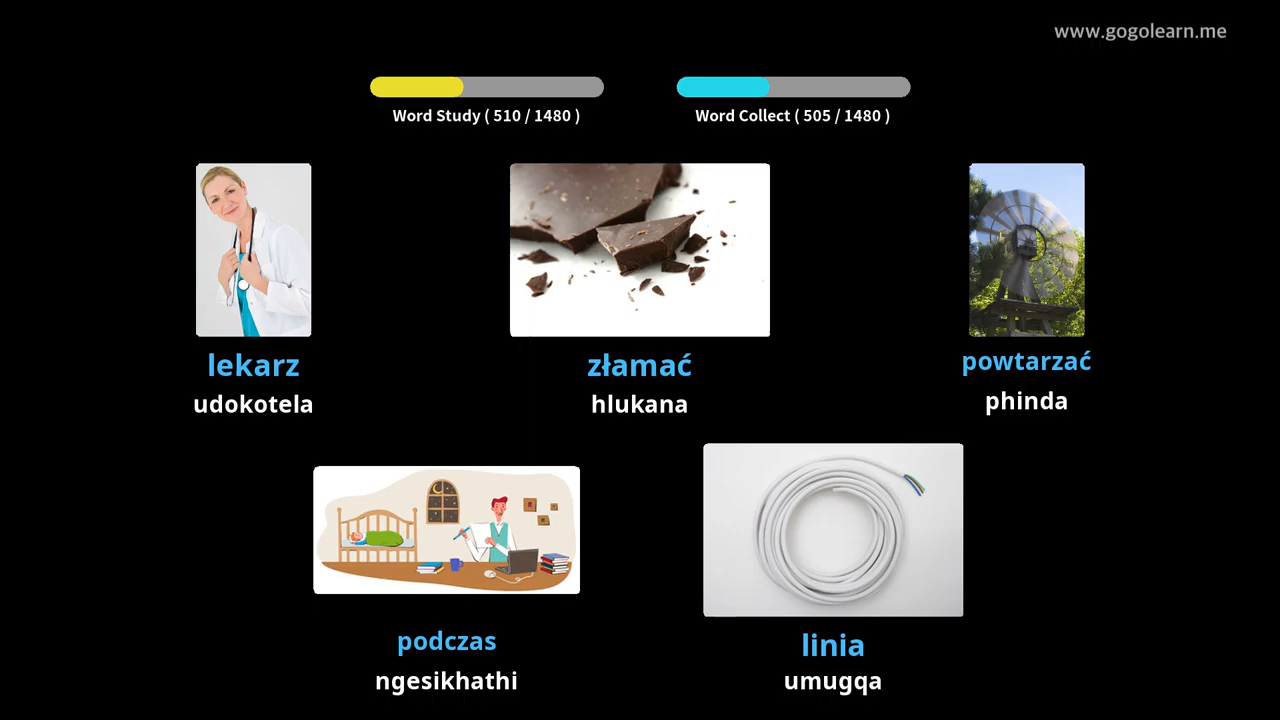 www.gogolearn.me
Word Study ( 510 / 1480 )
Word Collect ( 505 / 1480 )
lekarz
udokotela
złamać
hlukana
powtarzać
phinda
podczas
ngesikhathi
linia
umugqa